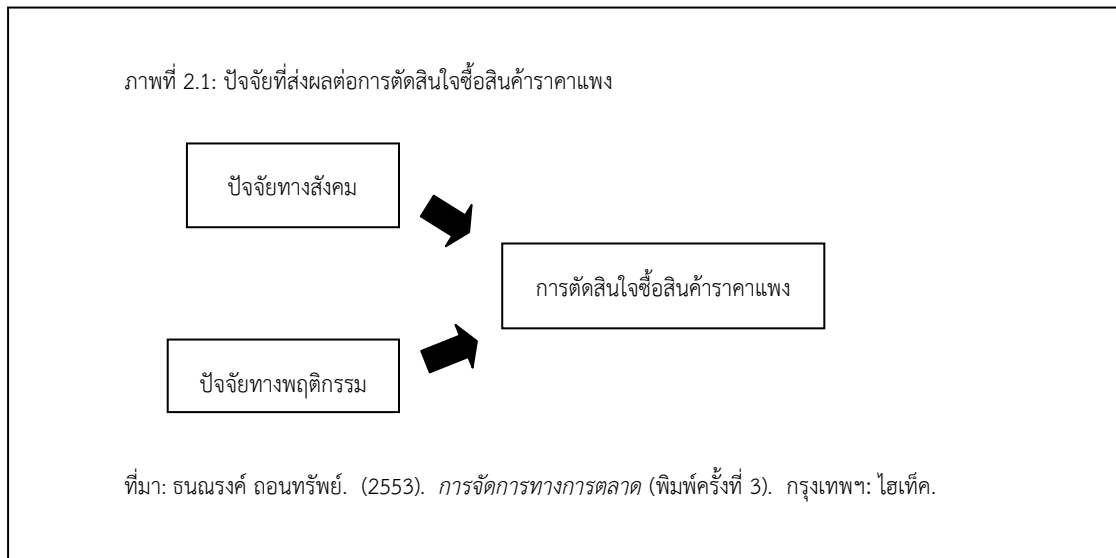 ภาพที่ 2.1: ปัจจัยที่ส่งผลต่อการตัดสินใจซื้อสินค้าราคาแพง
ปัจจัยทางสังคม
การตัดสินใจซื้อสินค้าราคาแพง
ปัจจัยทางพฤติกรรม
ที่มา: ธนณรงค์ ถอนทรัพย์. (2553). การจัดการทางการตลาด (พิมพ์ครั้งที่ 3). กรุงเทพฯ: ไฮเท็ค.